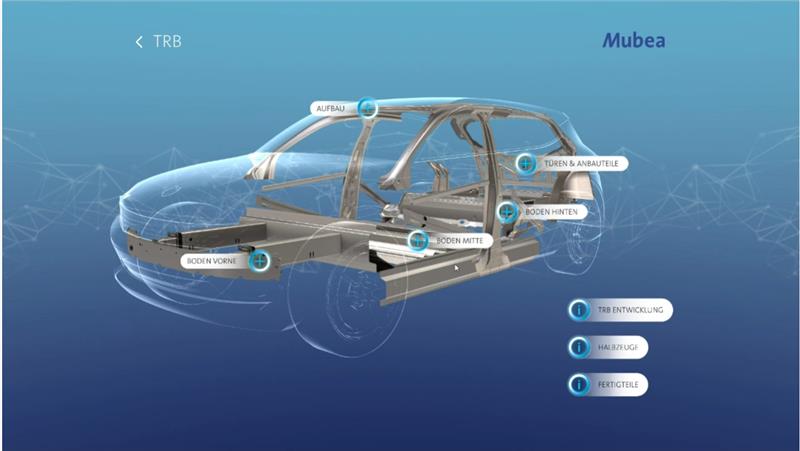 TRB
Mubea
AUFBAU
TÜREN & ANBAUTEILE
BODEN HINTEN
BODEN MITTE
BODEN VORNE
TRB ENTWICKLUNG
HALBZEUGE
FERTIGTEILE